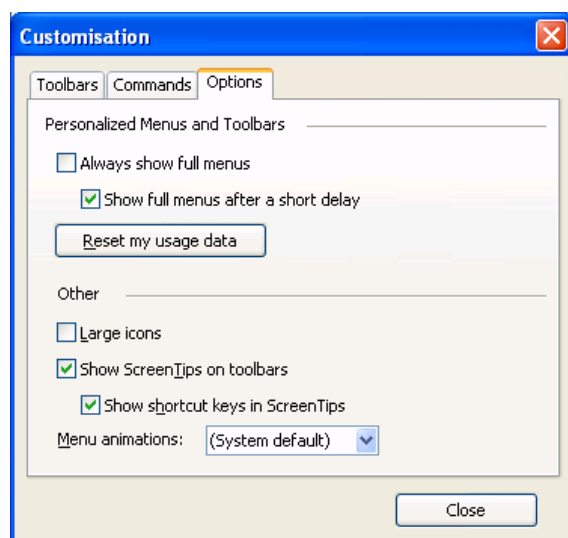 Customisation
Toolbars Commands Options
Personalized Menus and Toolbars
Always show full menus
Show full menus after a short delay
Reset my usage data
Other
Large icons
Show ScreenTips on toolbars
Show shortcut keys in ScreenTips
Menu animations: (System default)
Close